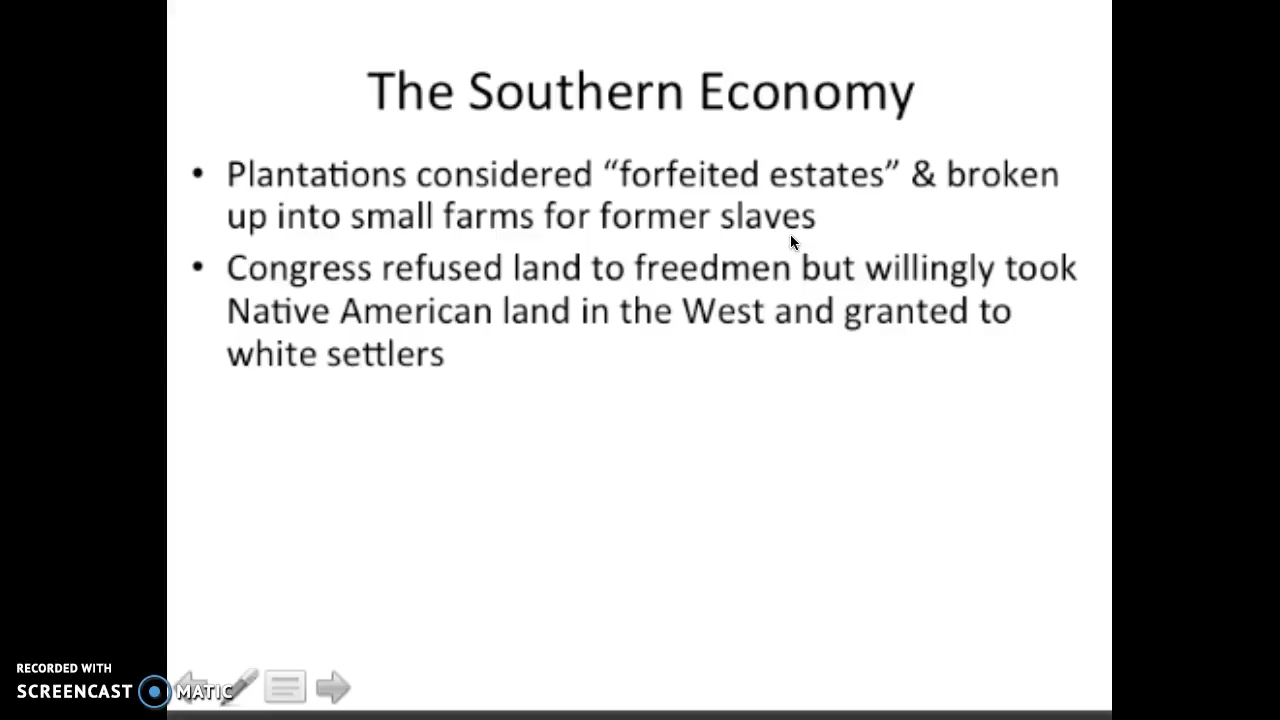 The Southern Economy
• Plantations considered “forfeited estates” & broken
up into small farms for former slaves
• Congress refused land to freedmen but willingly took
Native American land in the West and granted to
white settlers
RECORDED WITH
SCREENCAST MATIC